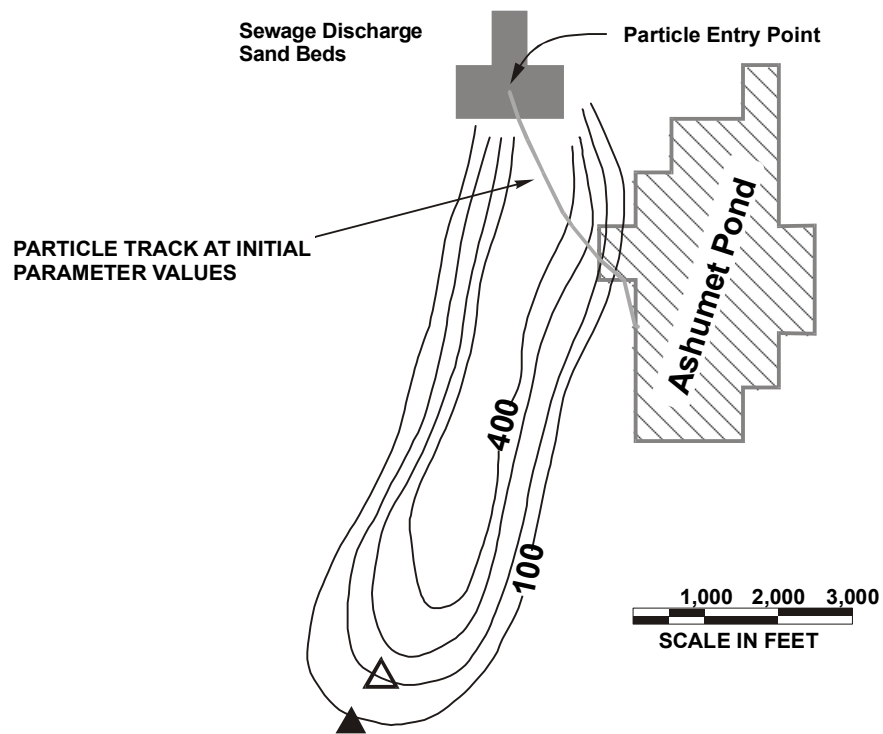 Sewage Discharge
Sand Beds
Particle Entry Point
Ashumet Pond
PARTICLE TRACK AT INITIAL
PARAMETER VALUES
400
100
1,000 2,000 3,000
SCALE IN FEET